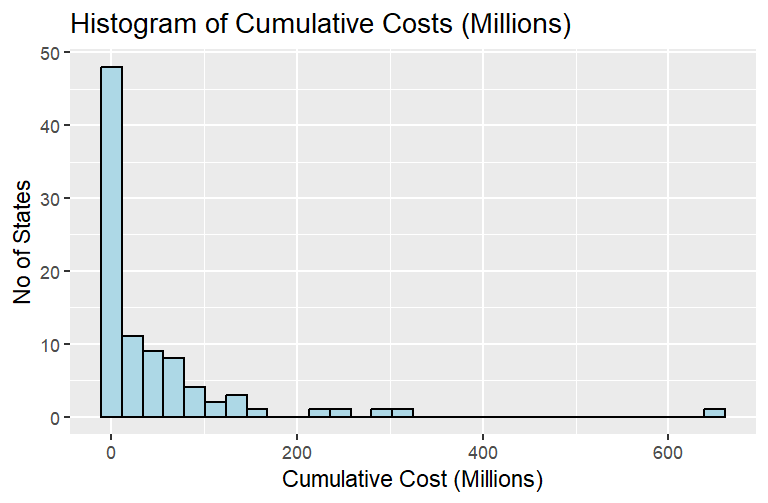 Histogram of Cumulative Costs (Millions)
50
40
30
20
10
0
No of States
0 200 400 600
Cumulative Cost (Millions)